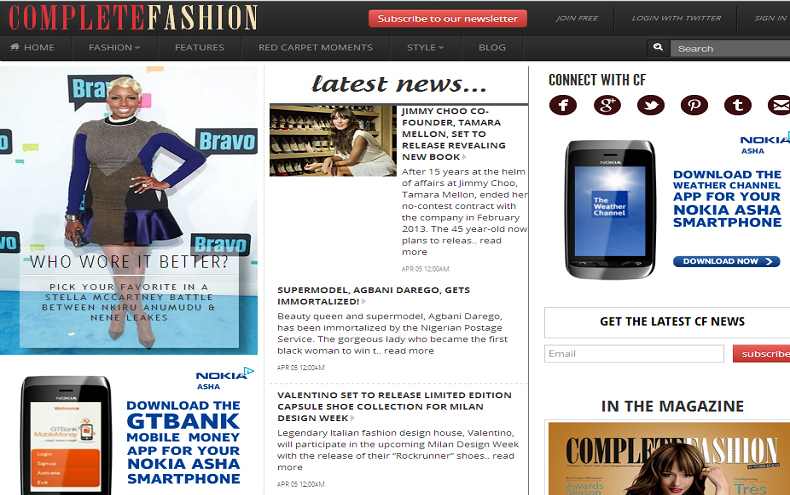 COMPLETEFASHION
Subscribe to our newsletter
JOIN FREE
LOGIN WITH TWITTER
SIGN IN
HOME
FASHION
FEATURES
RED CARPET MOMENTS
STYLE
BLOG
Search
Bravo
Bravo
Bravo
WHO WORE IT BETTER?
PICK YOUR FAVORITE IN A
STELLA MCCARTNEY BATTLE
BETWEEN NKIRU ANUMUDU &
NENE LEAKES
NOKIA
ASHA
NOKIA
Welcome
GTBank
MobileMoney
Login
Signup
Activate
Exit
DOWNLOAD THE
GTBANK
MOBILE MONEY
APP FOR YOUR
NOKIA ASHA
SMARTPHONE
latest news...
JIMMY CHOO CO-
FOUNDER, TAMARA
MELLON, SET TO
RELEASE REVEALING
NEW BOOK
After 15 years at the helm
of affairs at Jimmy Choo,
Tamara Mellon, ended her
no-contest contract with
the company in February
2013. The 45 year-old now
plans to releas.. read
more
APR 05 12:00AM
SUPERMODEL, AGBANI DAREGO, GETS
IMMORTALIZED!
Beauty queen and supermodel, Agbani Darego,
has been immortalized by the Nigerian Postage
Service. The gorgeous lady who became the first
black woman to win t.. read more
APR 05 12:00AM
VALENTINO SET TO RELEASE LIMITED EDITION
CAPSULE SHOE COLLECTION FOR MILAN
DESIGN WEEK
Legendary Italian fashion design house, Valentino,
will participate in the upcoming Milan Design Week
with the release of their "Rockrunner" shoes.. read
more
APR 05 12:00AM
CONNECT WITH CF
NOKIA
ASHA
NOKIA
The
Weather
Channel
DOWNLOAD THE
WEATHER CHANNEL
APP FOR YOUR
NOKIA ASHA
SMARTPHONE
DOWNLOAD NOW
GET THE LATEST CF NEWS
Email
subscribe
IN THE MAGAZINE
COMPLETEFASHION
Awards
Season
Très